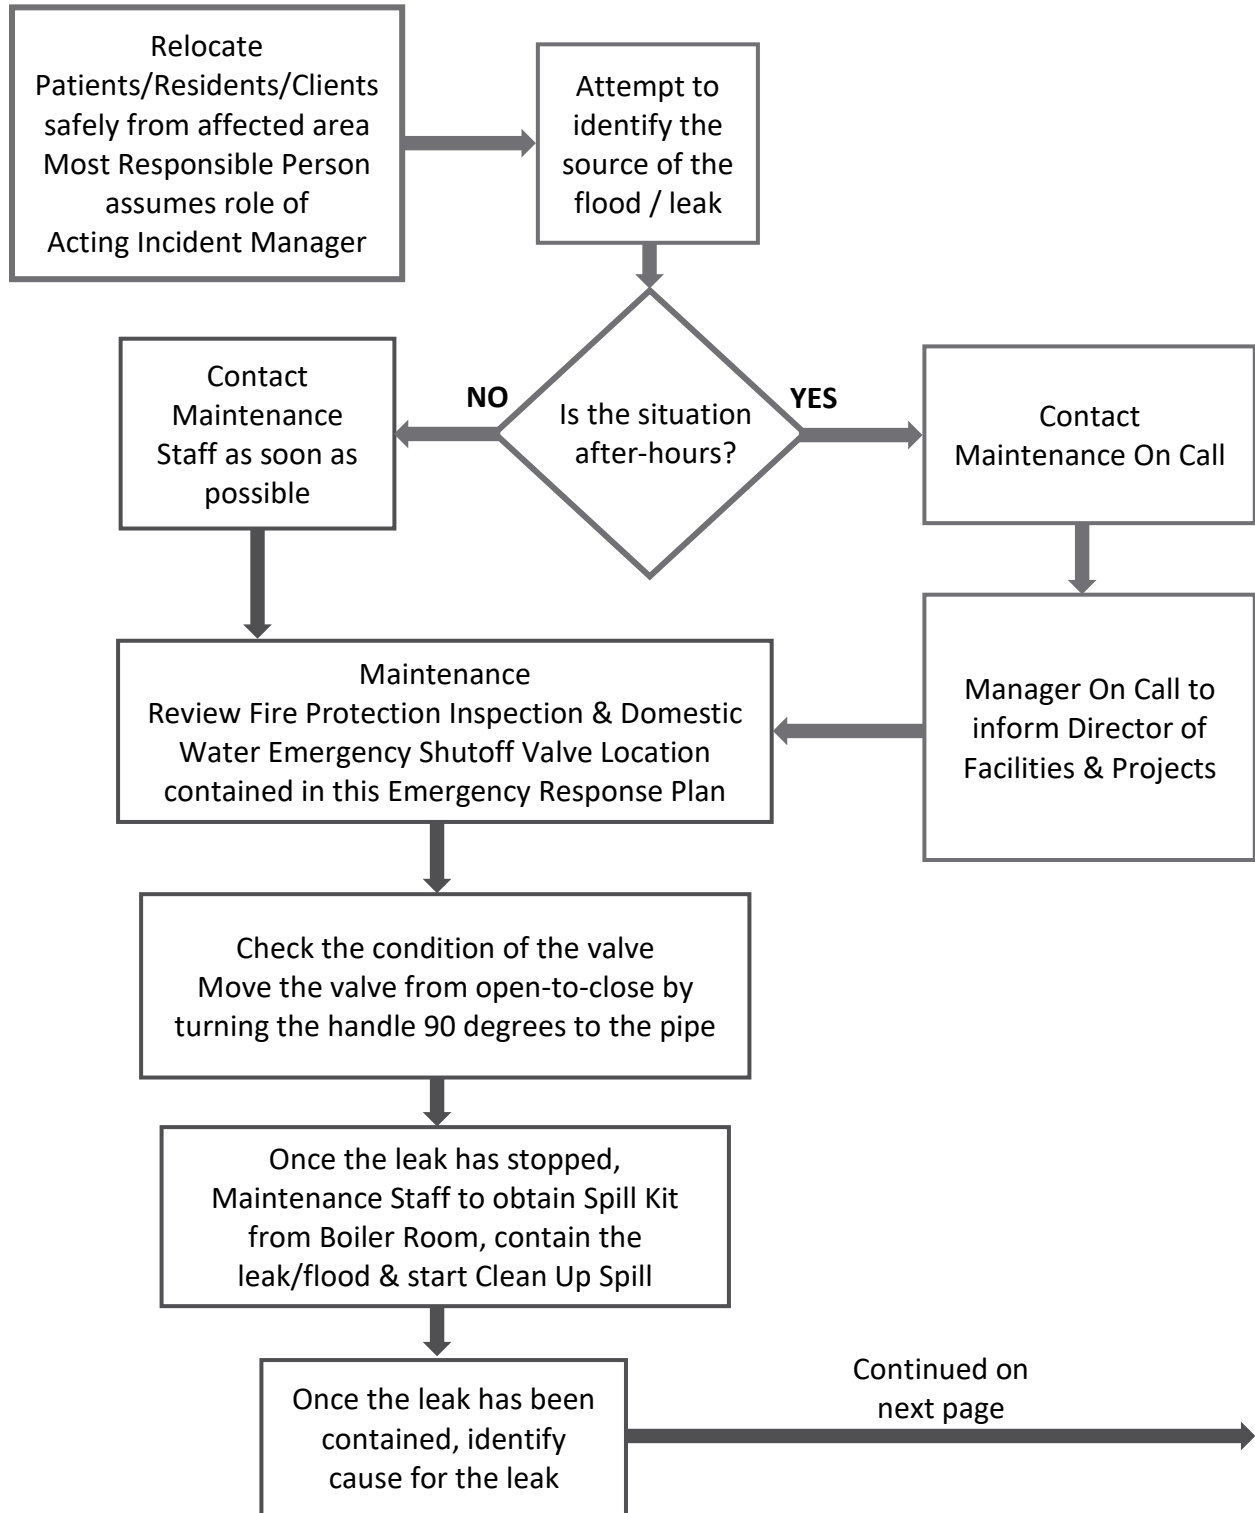 Relocate
Patients/Residents/Clients
safely from affected area
Most Responsible Person
assumes role of
Acting Incident Manager
Attempt to
identify the
source of the
flood / leak
Is the situation
after-hours?
NO
YES
Contact
Maintenance
Staff as soon as
possible
Contact
Maintenance On Call
Manager On Call to
inform Director of
Facilities & Projects
Maintenance
Review Fire Protection Inspection & Domestic
Water Emergency Shutoff Valve Location
contained in this Emergency Response Plan
Check the condition of the valve
Move the valve from open-to-close by
turning the handle 90 degrees to the pipe
Once the leak has stopped,
Maintenance Staff to obtain Spill Kit
from Boiler Room, contain the
leak/flood & start Clean Up Spill
Once the leak has been
contained, identify
cause for the leak
Continued on
next page